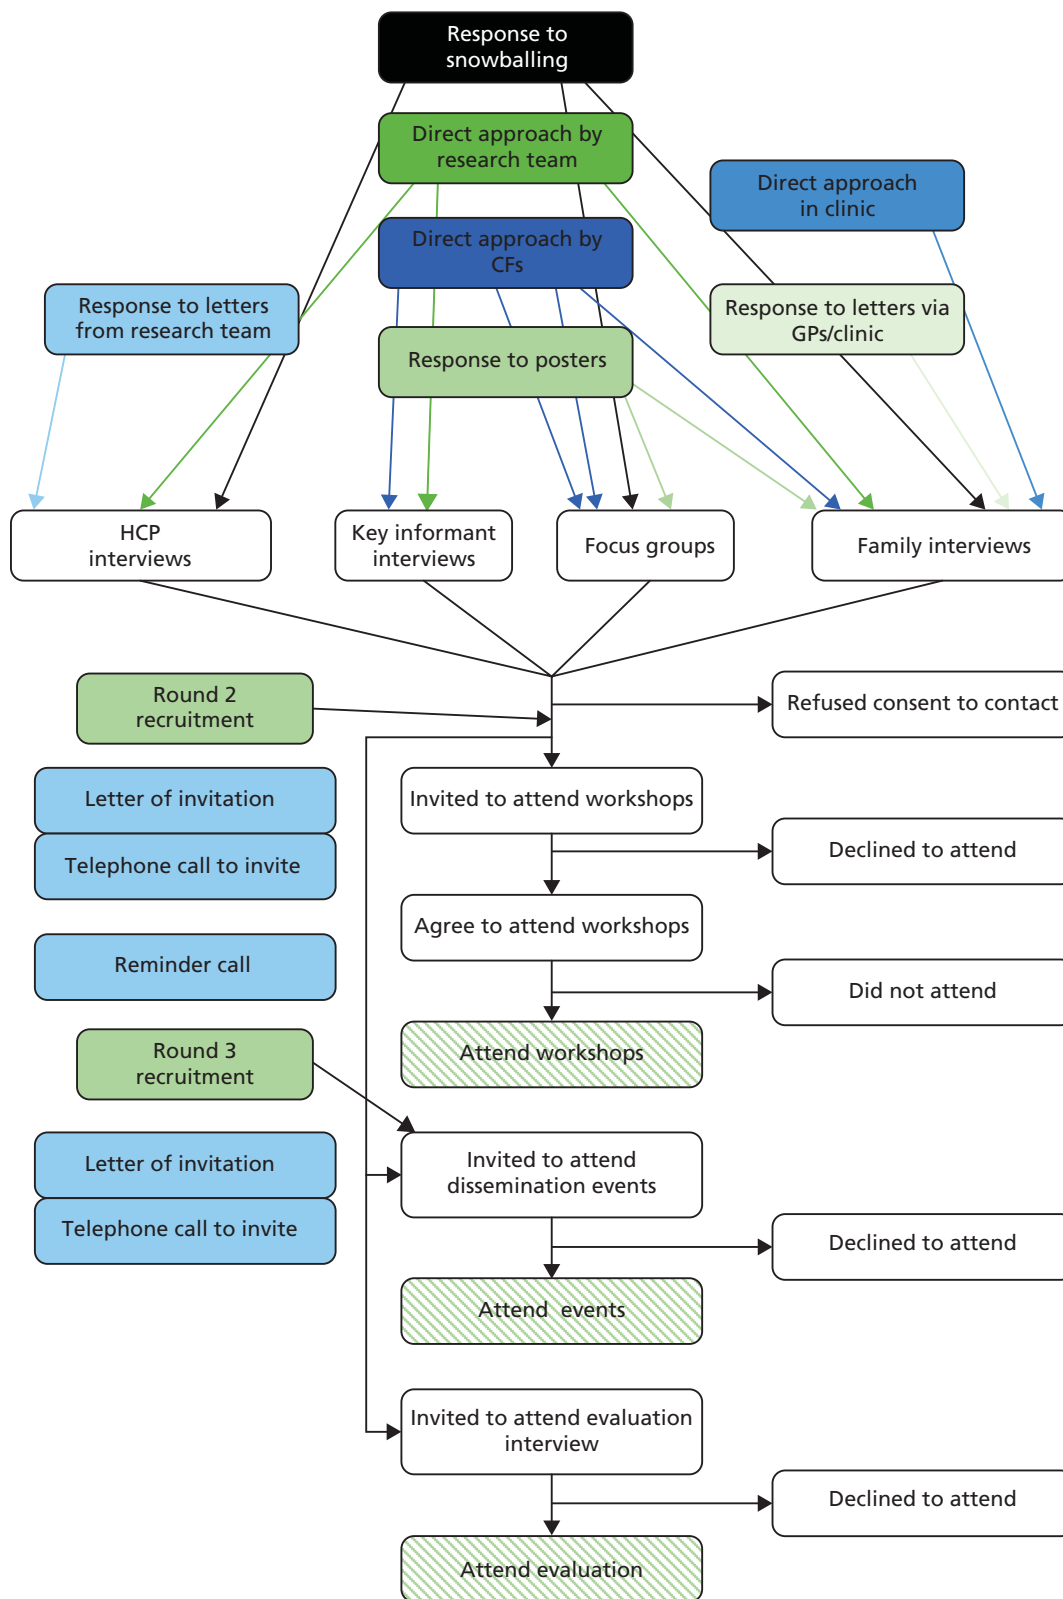 Response to
snowballing
Direct approach by
research team
Direct approach
in clinic
Direct approach by
CFs
Response to letters
from research team
Response to letters via
GPs/clinic
Response to posters
HCP
interviews
Key informant
interviews
Focus groups
Family interviews
Round 2
recruitment
Refused consent to contact
Letter of invitation
Invited to attend workshops
Telephone call to invite
Declined to attend
Agree to attend workshops
Reminder call
Did not attend
Round 3
recruitment
Attend workshops
Letter of invitation
Invited to attend
dissemination events
Telephone call to invite
Declined to attend
Attend events
Invited to attend evaluation
interview
Declined to attend
Attend evaluation